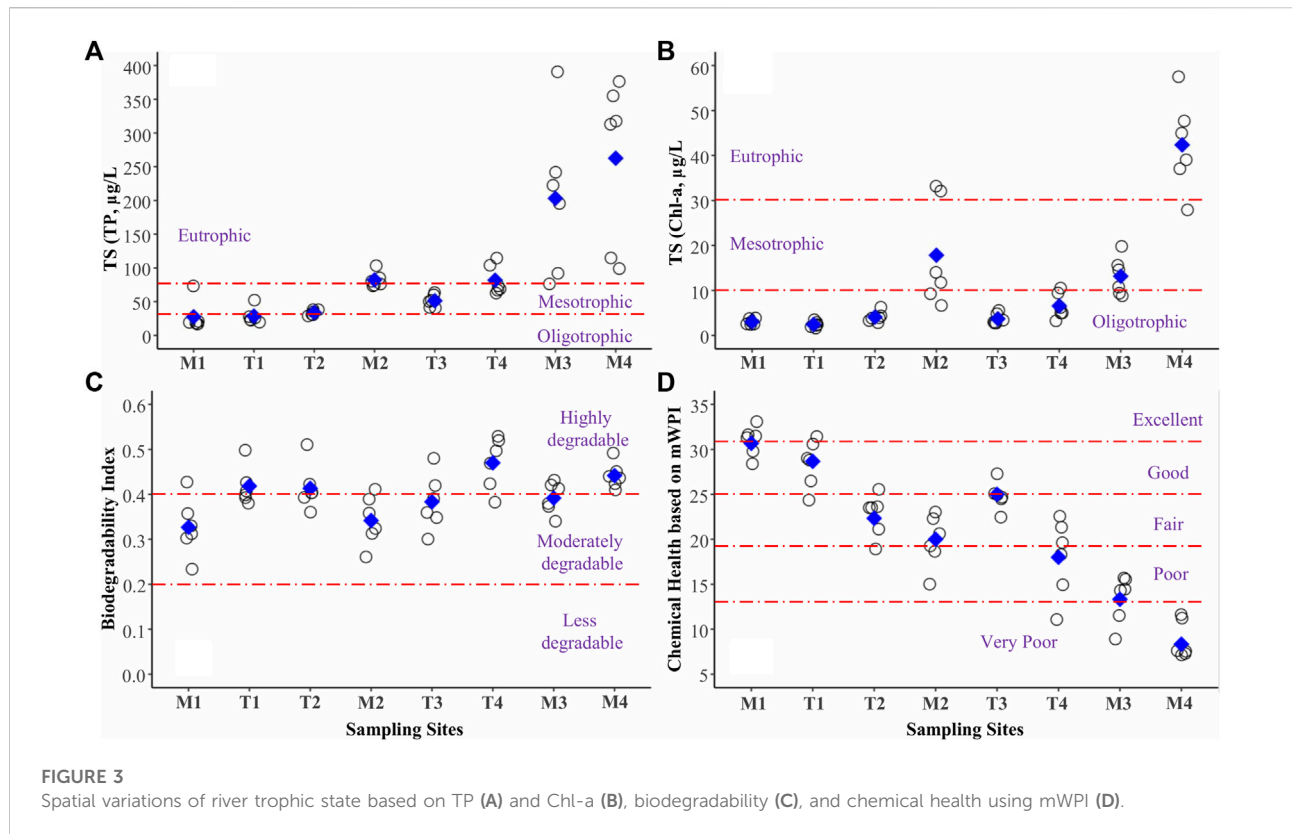 A
TS (TP, µg/L
400
350
300
250
200
150
100
50
0
Eutrophic
Mesotrophic
Oligotrophic
M1 T1 T2 M2 T3 T4 M3 M4
B
TS (Chl-a, µg/L
60
50
40
30
20
10
0
Eutrophic
Mesotrophic
Oligotrophic
M1 T1 T2 M2 T3 T4 M3 M4
C
Biodegradability Index
0.6
0.5
0.4
0.3
0.2
0.1
0.0
Highly
degradable
Moderately
degradable
Less
degradable
M1 T1 T2 M2 T3 T4 M3 M4
Sampling Sites
D
Chemical Health based on mWPI
35
30
25
20
15
10
5
Excellent
Good
Fair
Poor
Very Poor
M1 T1 T2 M2 T3 T4 M3 M4
Sampling Sites
FIGURE 3
Spatial variations of river trophic state based on TP (A) and Chl-a (B), biodegradability (C), and chemical health using mWPI (D).